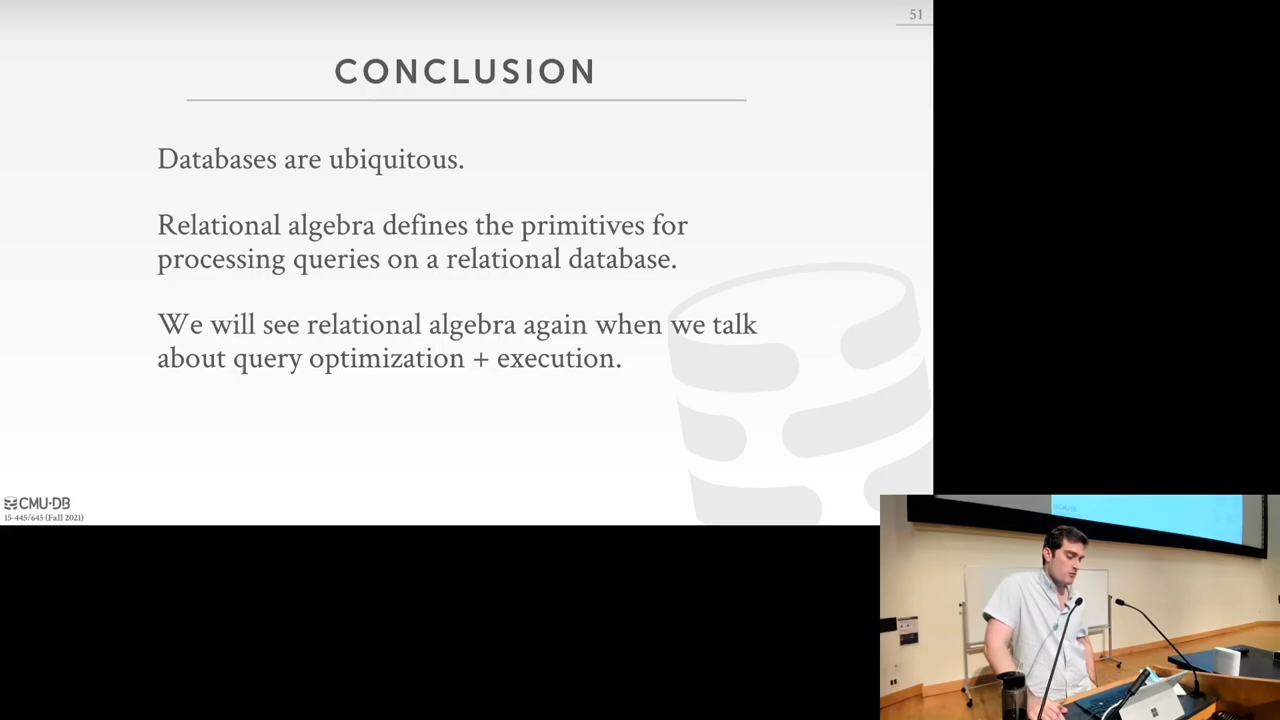 51
CONCLUSION
Databases are ubiquitous.
Relational algebra defines the primitives for
processing queries on a relational database.
We will see relational algebra again when we talk
about query optimization + execution.
CMU·DB
15-445/645 (Fall 2021)